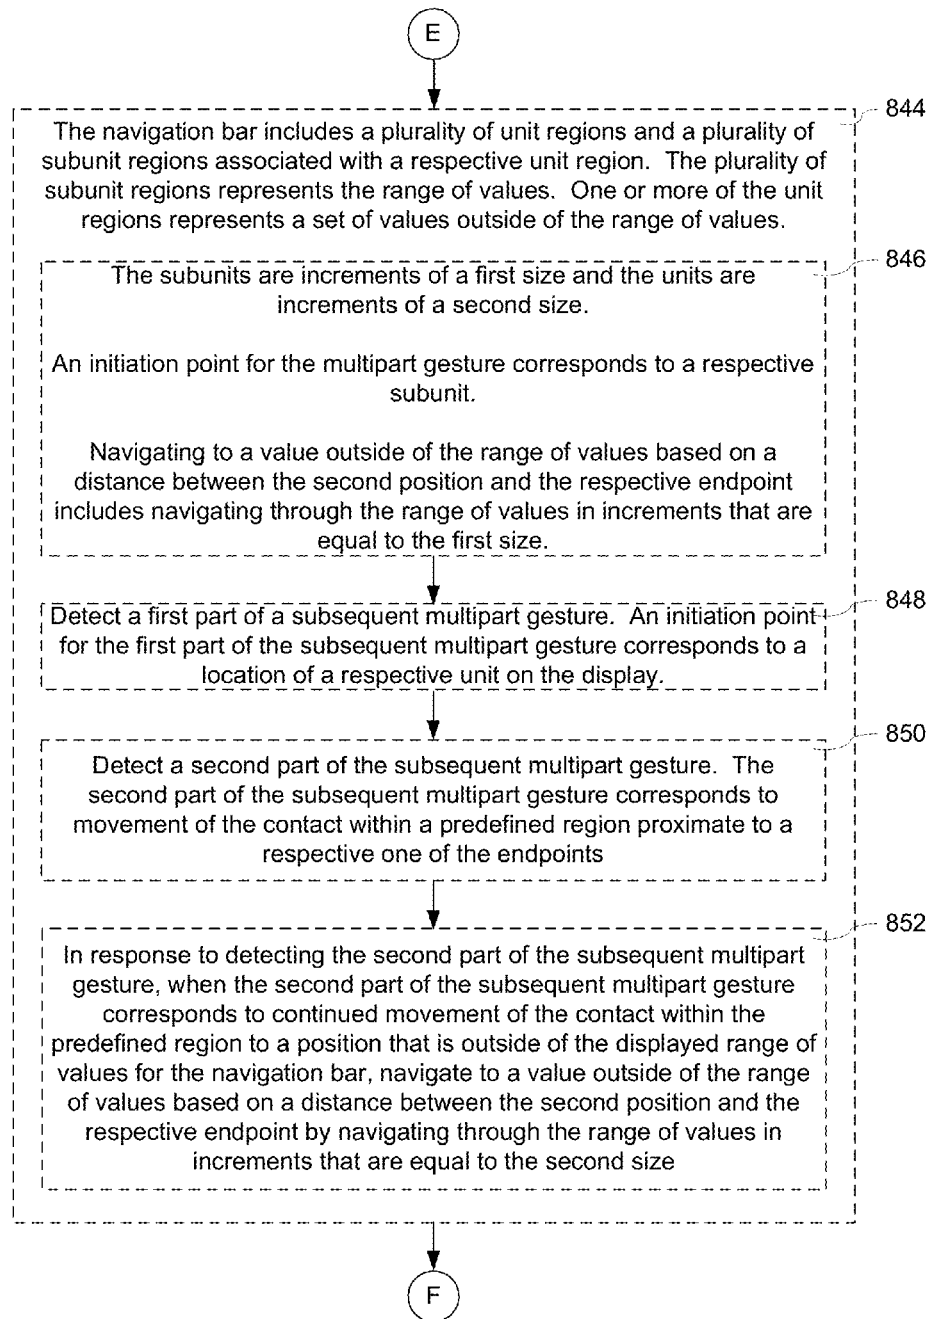 E
844
The navigation bar includes a plurality of unit regions and a plurality of
subunit regions associated with a respective unit region. The plurality of
subunit regions represents the range of values. One or more of the unit
regions represents a set of values outside of the range of values.
846
The subunits are increments of a first size and the units are
increments of a second size.
An initiation point for the multipart gesture corresponds to a respective
subunit.
Navigating to a value outside of the range of values based on a
distance between the second position and the respective endpoint
includes navigating through the range of values in increments that are
equal to the first size.
848
Detect a first part of a subsequent multipart gesture. An initiation point
for the first part of the subsequent multipart gesture corresponds to a
location of a respective unit on the display.
850
Detect a second part of the subsequent multipart gesture. The
second part of the subsequent multipart gesture corresponds to
movement of the contact within a predefined region proximate to a
respective one of the endpoints
852
In response to detecting the second part of the subsequent multipart
gesture, when the second part of the subsequent multipart gesture
corresponds to continued movement of the contact within the
predefined region to a position that is outside of the displayed range of
values for the navigation bar, navigate to a value outside of the range
of values based on a distance between the second position and the
respective endpoint by navigating through the range of values in
increments that are equal to the second size
F